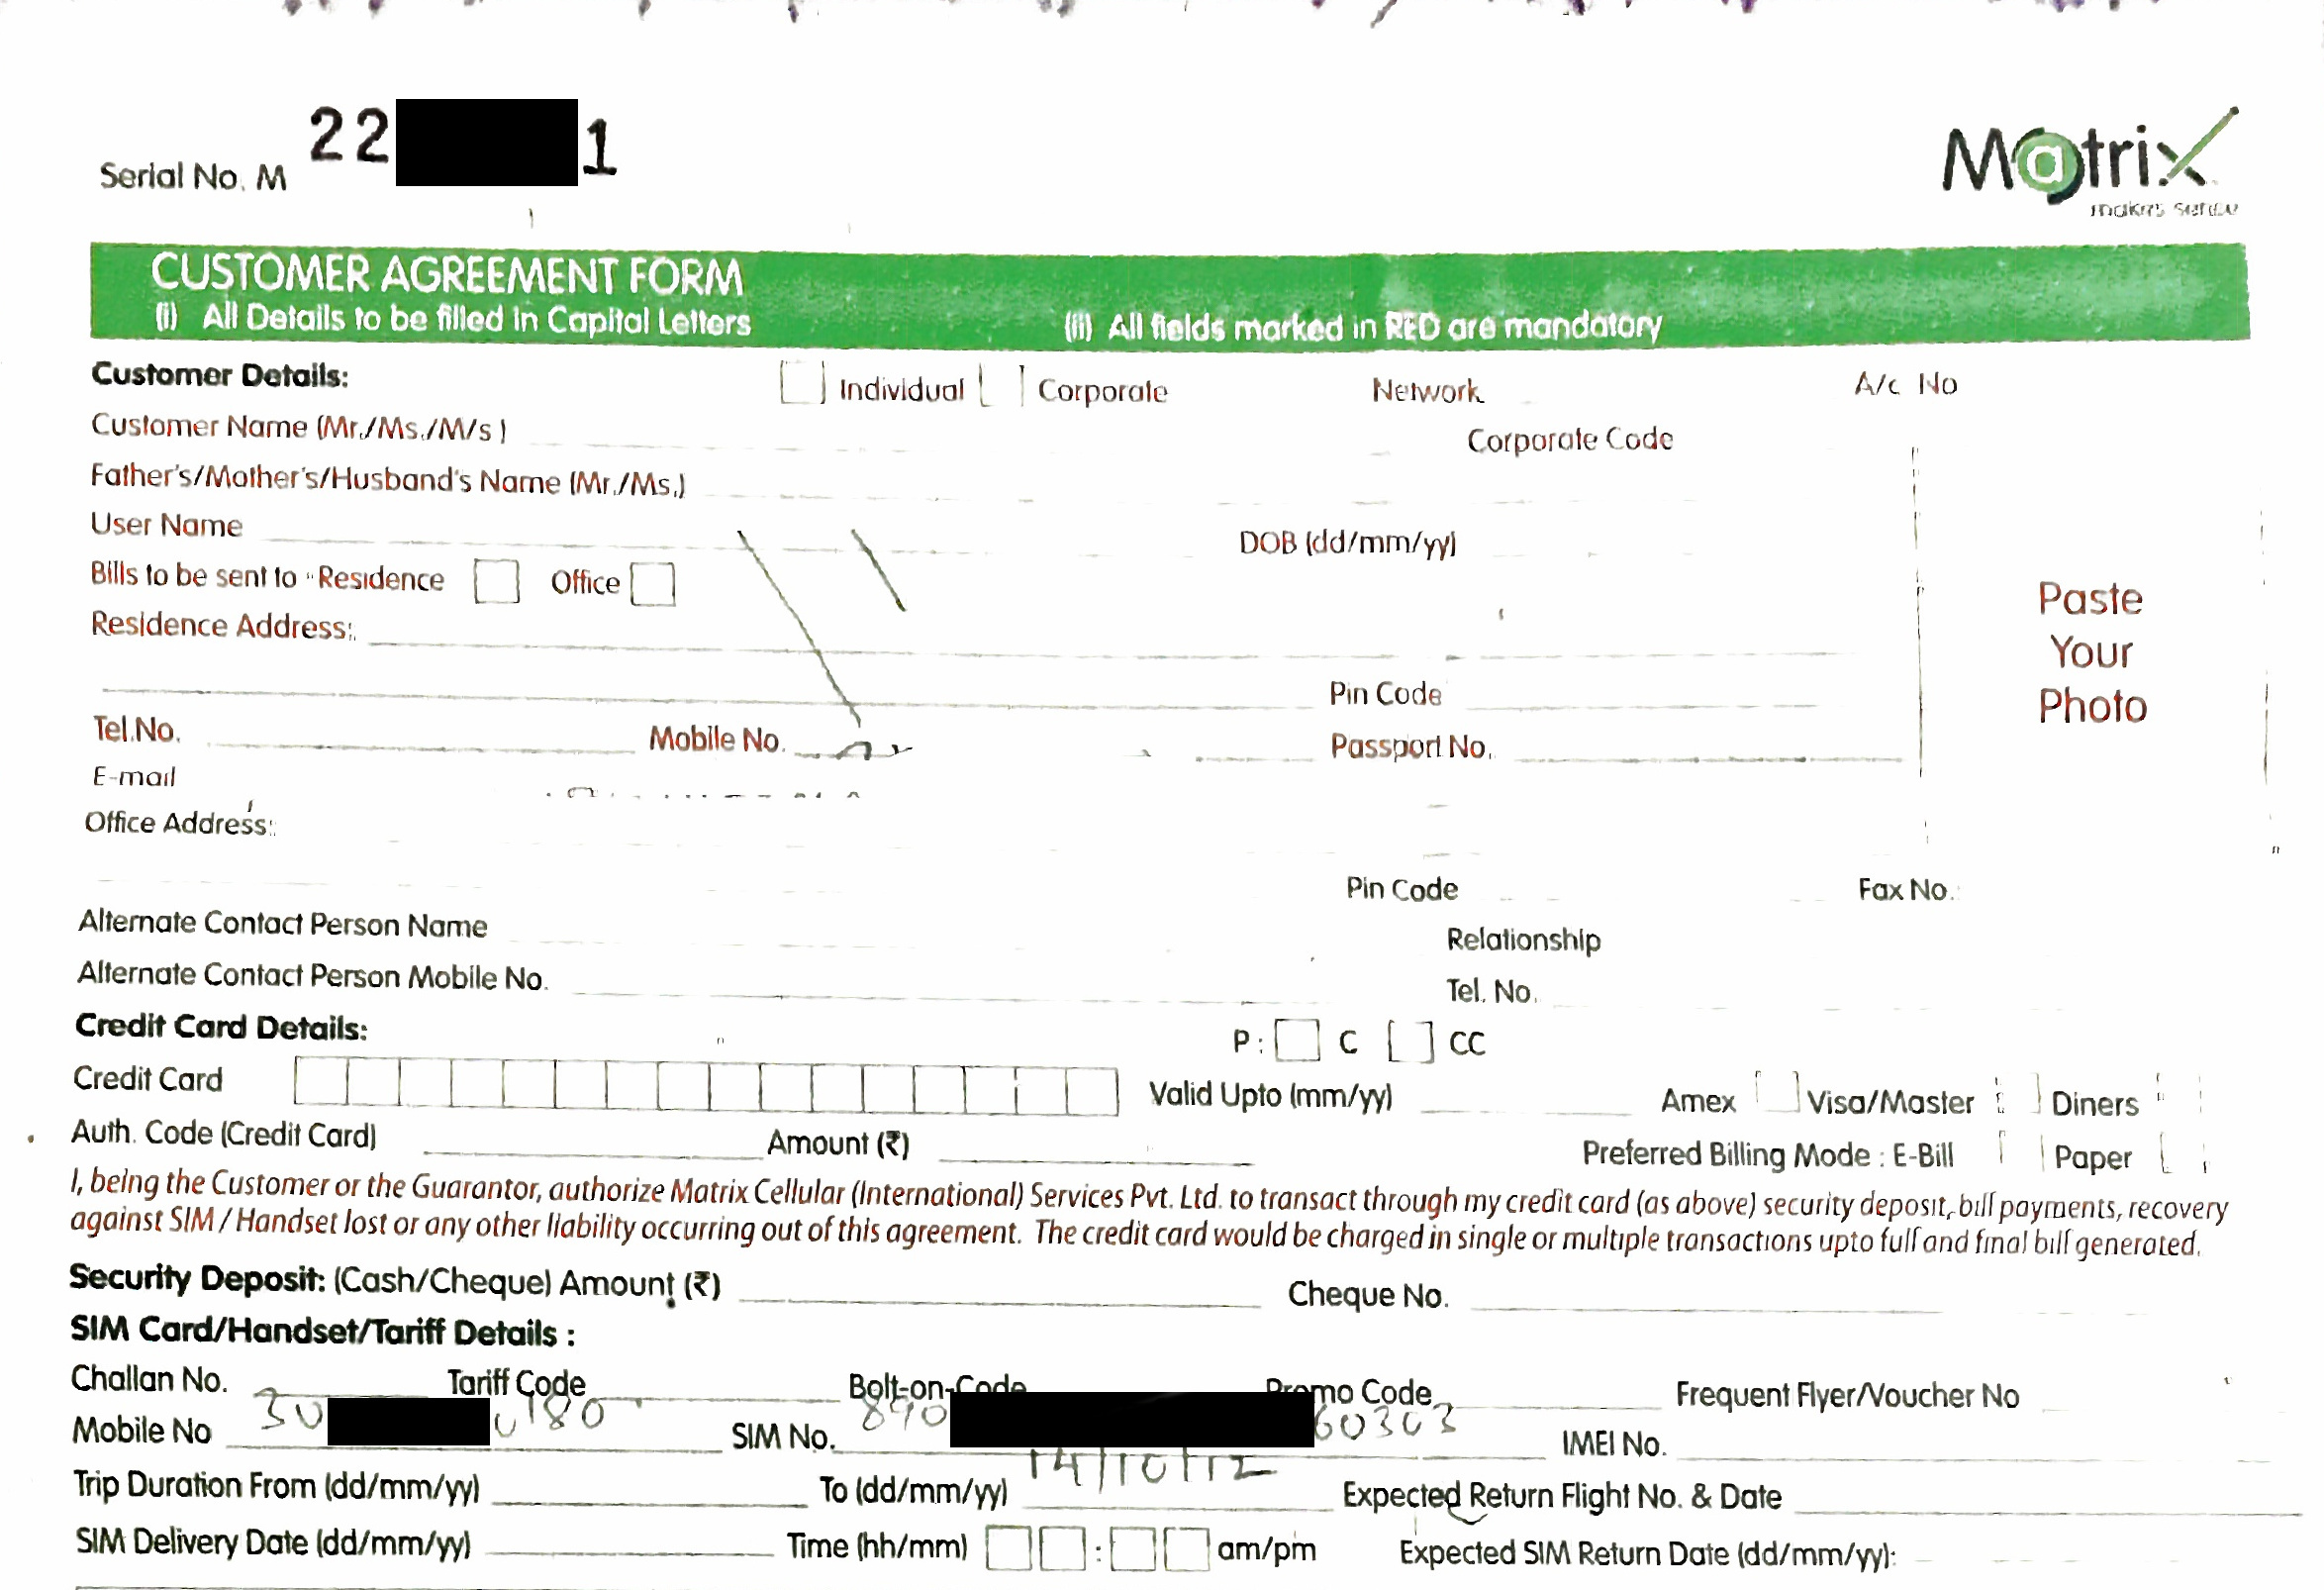 Serial No. M 22 1
Matrix
makes sense
CUSTOMER AGREEMENT FORM
(i) All Details to be filled in Capital Letters (ii) All fields marked in RED are mandatory
Customer Details: Individual Corporate Network A/c No
Customer Name (Mr./Ms./M/s ) Corporate Code
Father's/Mother's/Husband's Name (Mr./Ms.)
User Name DOB (dd/mm/yy)
Bills to be sent to Residence Office
Residence Address:
Paste
Your
Photo
Pin Code
Tel.No. Mobile No. Passport No.
E-mail
Office Address:
Pin Code Fax No.
Alternate Contact Person Name Relationship
Alternate Contact Person Mobile No. Tel. No.
Credit Card Details: P: C CC
Credit Card Valid Upto (mm/yy) Amex Visa/Master Diners
Auth. Code (Credit Card) Amount (₹) Preferred Billing Mode : E-Bill Paper
I, being the Customer or the Guarantor, authorize Matrix Cellular (International) Services Pvt. Ltd. to transact through my credit card (as above) security deposit, bill payments, recovery
against SIM / Handset lost or any other liability occurring out of this agreement. The credit card would be charged in single or multiple transactions upto full and final bill generated.
Security Deposit: (Cash/Cheque) Amount (₹) Cheque No.
SIM Card/Handset/Tariff Details :
Challan No. Tariff Code Bolt-on-Code Promo Code Frequent Flyer/Voucher No
Mobile No 180 SIM No. 890 60303 IMEI No.
Trip Duration From (dd/mm/yy) To (dd/mm/yy) 14/10/12 Expected Return Flight No. & Date
SIM Delivery Date (dd/mm/yy) Time (hh/mm) : am/pm Expected SIM Return Date (dd/mm/yy):